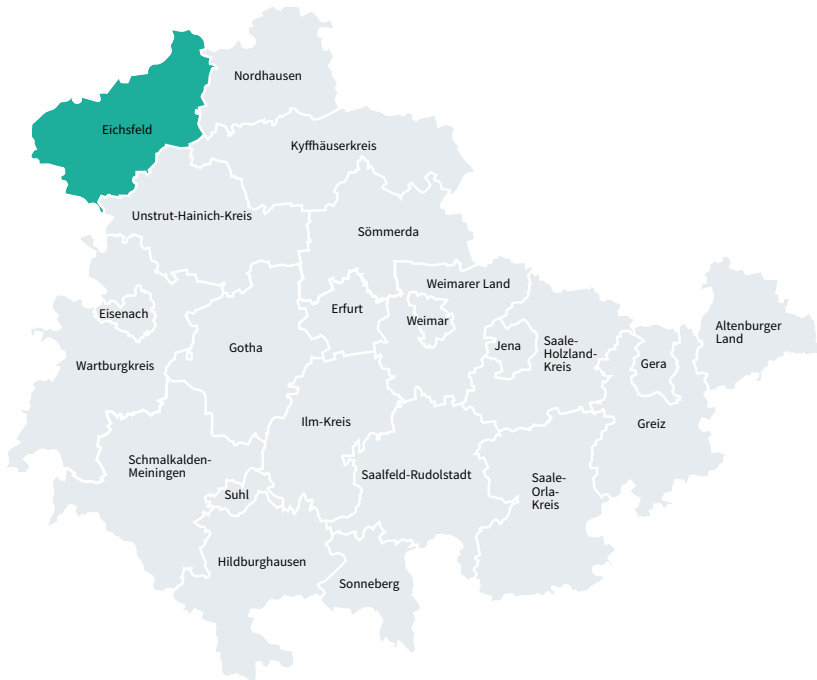 Nordhausen
Eichsfeld
Kyffhäuserkreis
Unstrut-Hainich-Kreis
Sömmerda
Weimarer Land
Eisenach
Erfurt
Weimar
Altenburger
Land
Gotha
Jena
Saale-
Holzland-
Kreis
Wartburgkreis
Gera
Ilm-Kreis
Greiz
Schmalkalden-
Meiningen
Saalfeld-Rudolstadt
Saale-
Orla-
Kreis
Suhl
Hildburghausen
Sonneberg